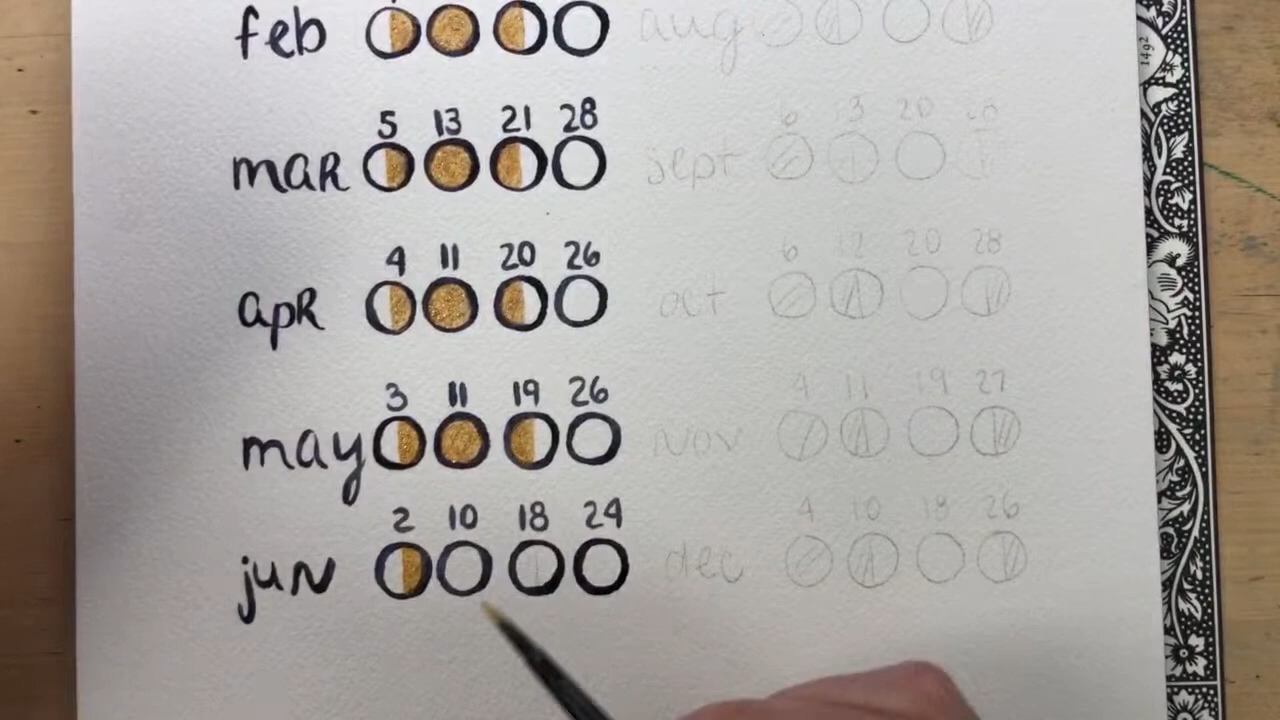 feb aug
5 13 21 28 6 3 20
maR sept
4 11 20 26 6 12 20 28
apR oct
3 11 19 26 4 11 19 27
may nov
2 10 18 24 4 10 18 26
juN dec
1492